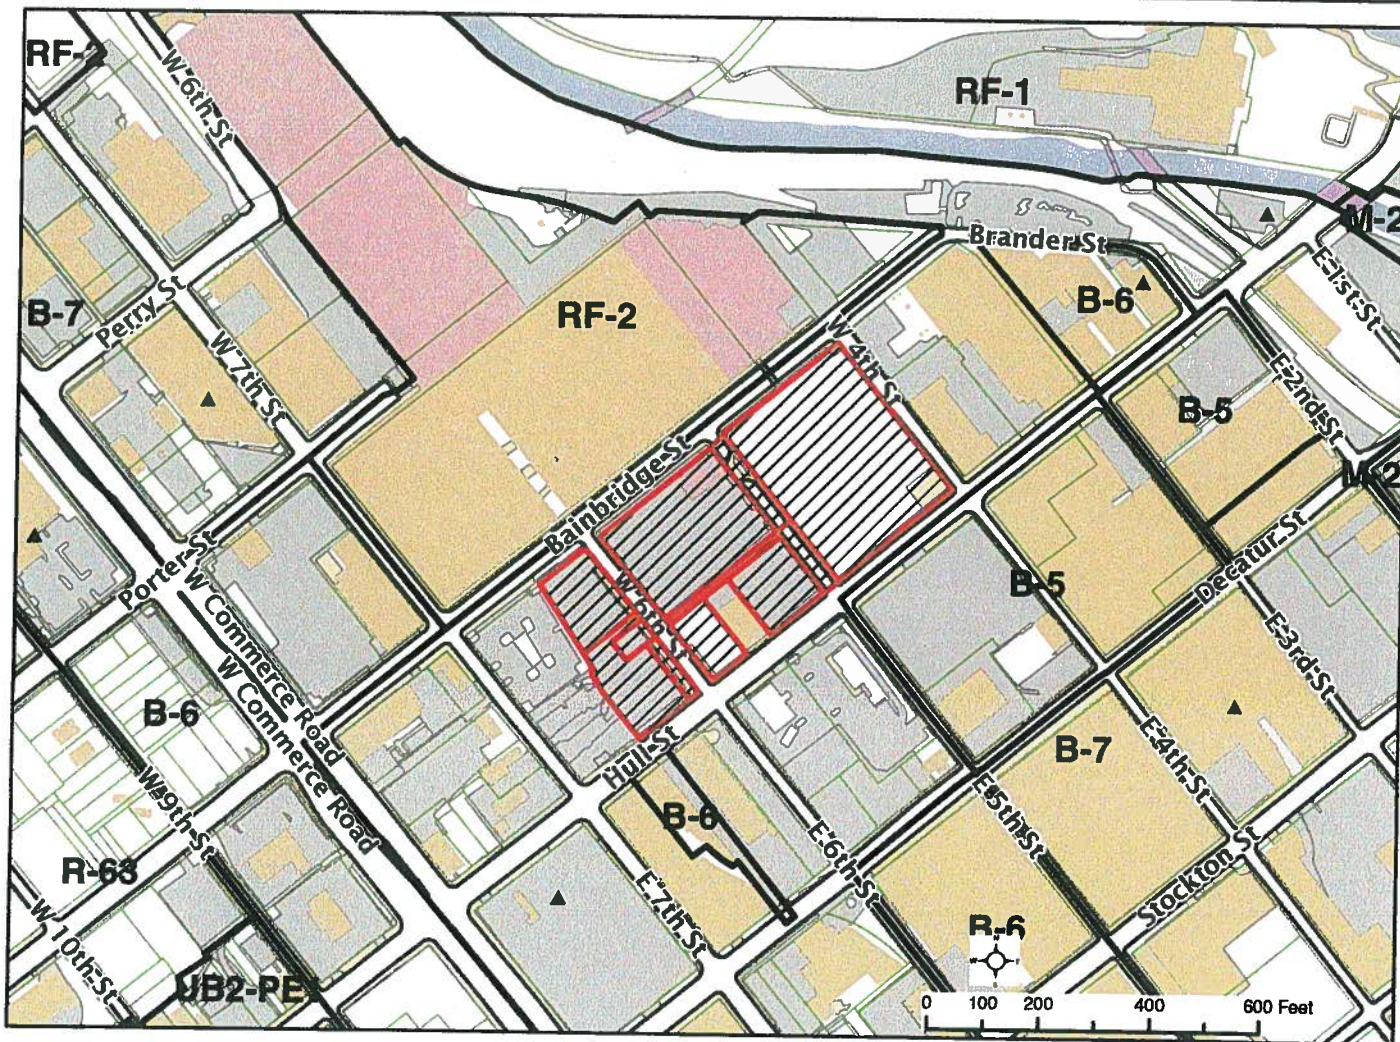 RF-
W 6th St
RF-1
M-2
Brander St
E 1st St
B-7
Perry St
RF-2
B-6
W 7th St
W 4th St
E 2nd St
B-5
M-2
Bainbridge St
Porter St
W Commerce Road
W 6th St
B-5
Decatur St
E 3rd St
W Commerce Road
B-6
Hull St
B-7
E 4th St
W 9th St
B-6
E 5th St
E 6th St
R-63
E 7th St
Stockton St
W 10th St
B-6
N
W
S
UB2-PE
0 100 200 400 600 Feet